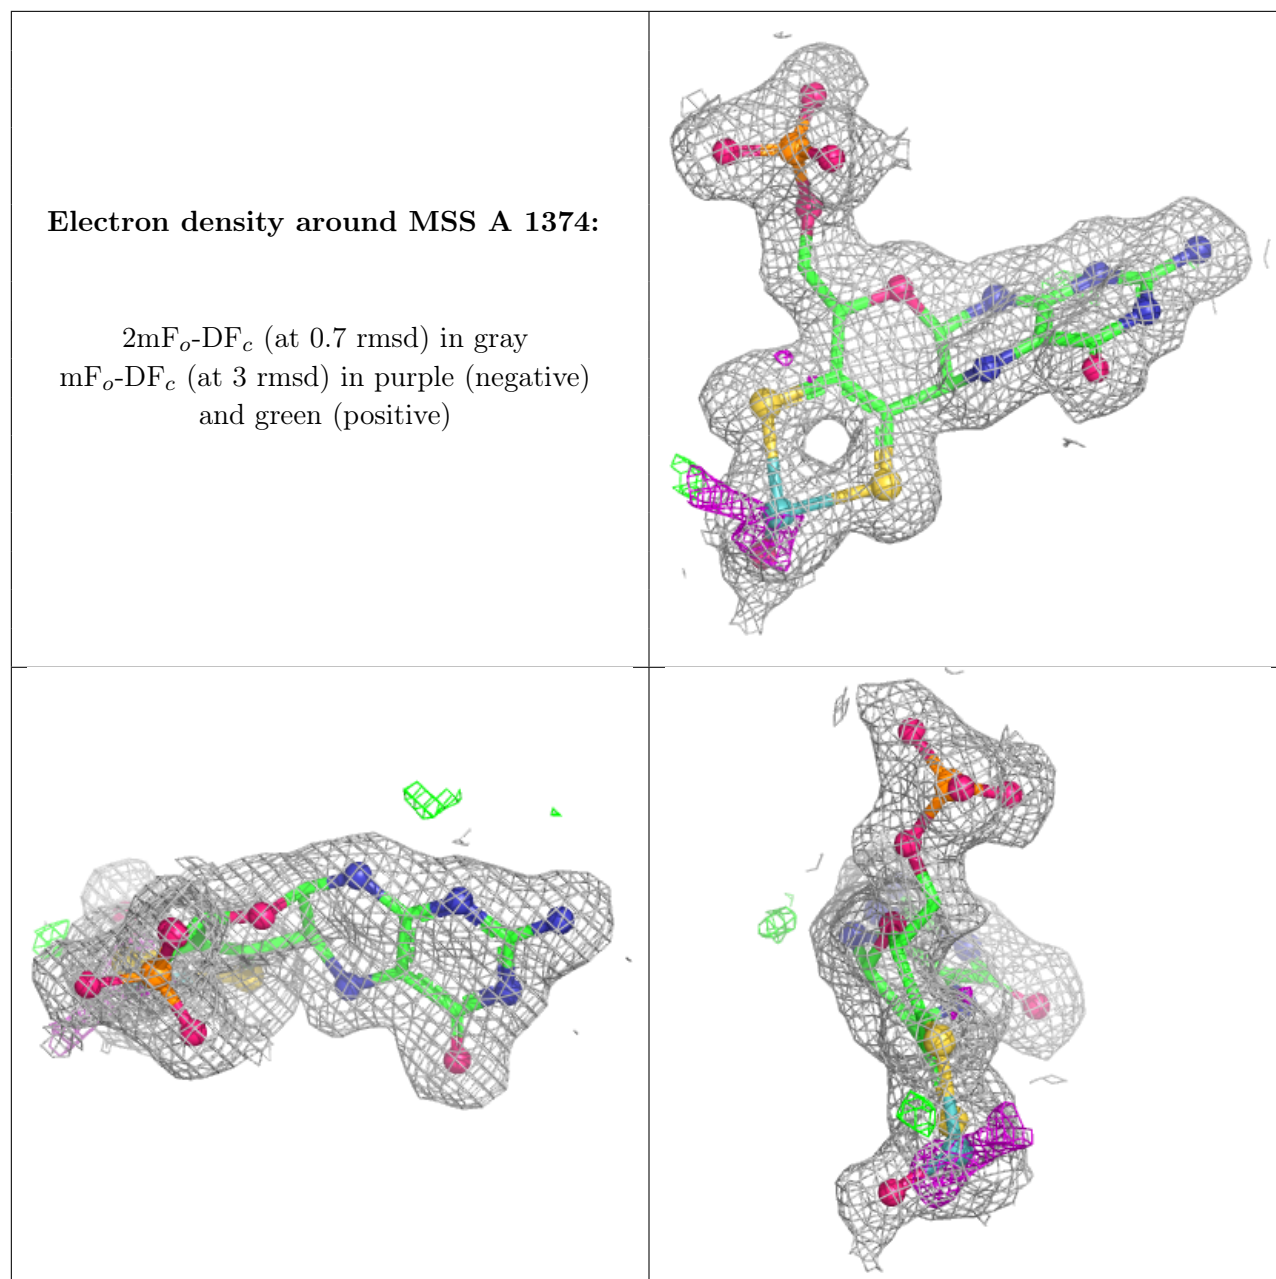 Electron density around MSS A 1374:
2mFo-DFc (at 0.7 rmsd) in gray
mFo-DFc (at 3 rmsd) in purple (negative)
and green (positive)